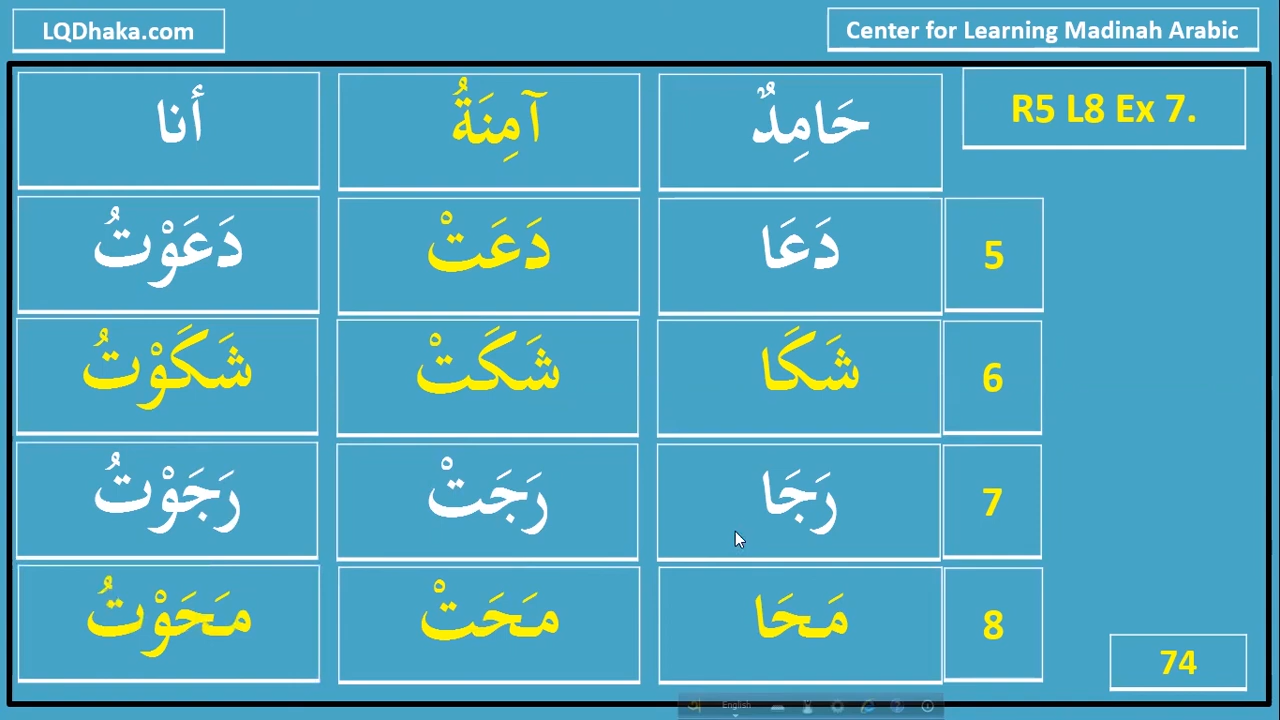 LQDhaka.com
Center for Learning Madinah Arabic
R5 L8 Ex 7.
حَامِدٌ آمِنَةُ أنا
5 دَعَا دَعَتْ دَعَوْتُ
6 شَكَا شَكَتْ شَكَوْتُ
7 رَجَا رَجَتْ رَجَوْتُ
8 مَحَا مَحَتْ مَحَوْتُ
74
English